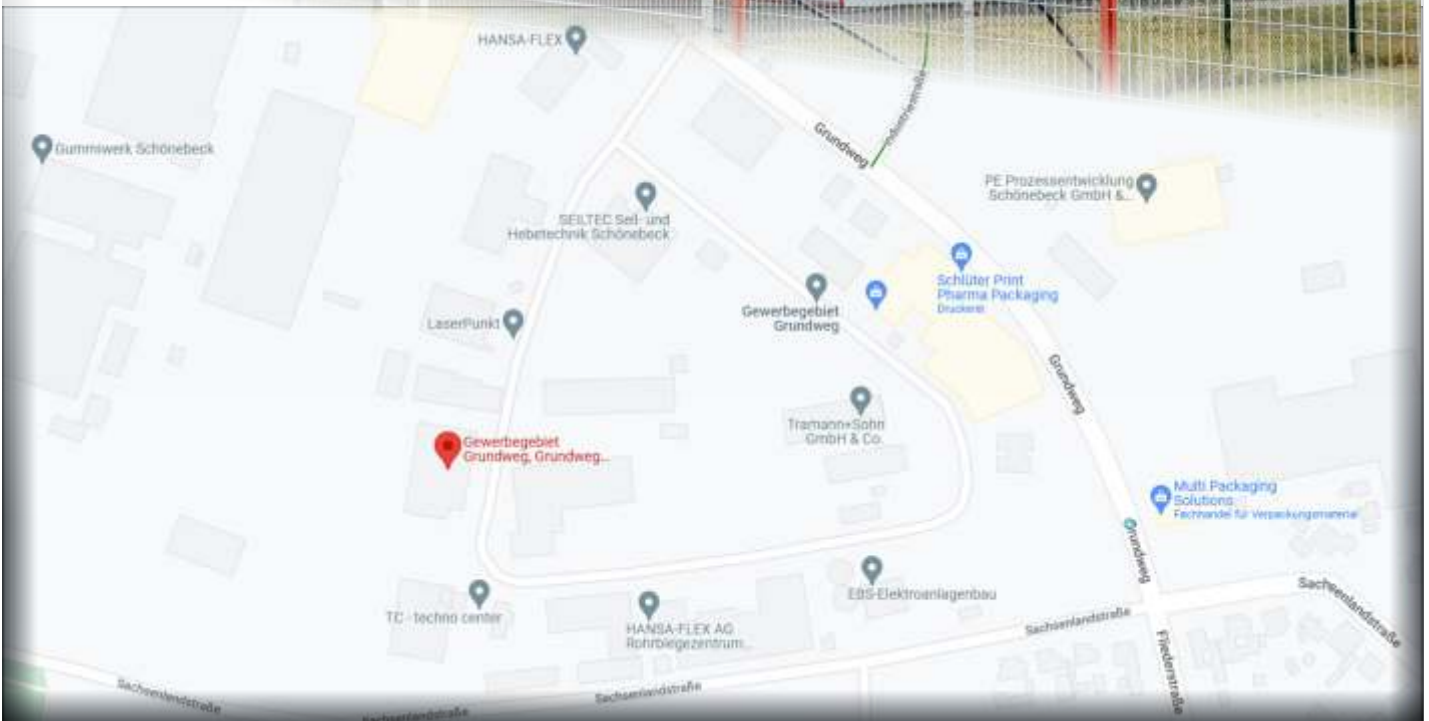 HANSA-FLEX
Industriestraße
Grundweg
Gummiwerk Schönebeck
PE Prozessentwicklung
Schönebeck GmbH &...
SEILTEC Seil- und
Hebetechnik Schönebeck
Schlüter Print
Pharma Packaging
Druckerei
Gewerbegebiet
Grundweg
LaserPunkt
Grundweg
Tramann+Sohn
GmbH & Co.
Gewerbegebiet
Grundweg, Grundweg...
Multi Packaging
Solutions
Fachhandel für Verpackungsmaterial
Grundweg
EBS-Elektroanlagenbau
Sachsenlandstraße
TC - techno center
HANSA-FLEX AG
Rohrbiegezentrum...
Sachsenlandstraße
Fliederstraße
Sachsenlandstraße
Sachsenlandstraße
Sachsenlandstraße